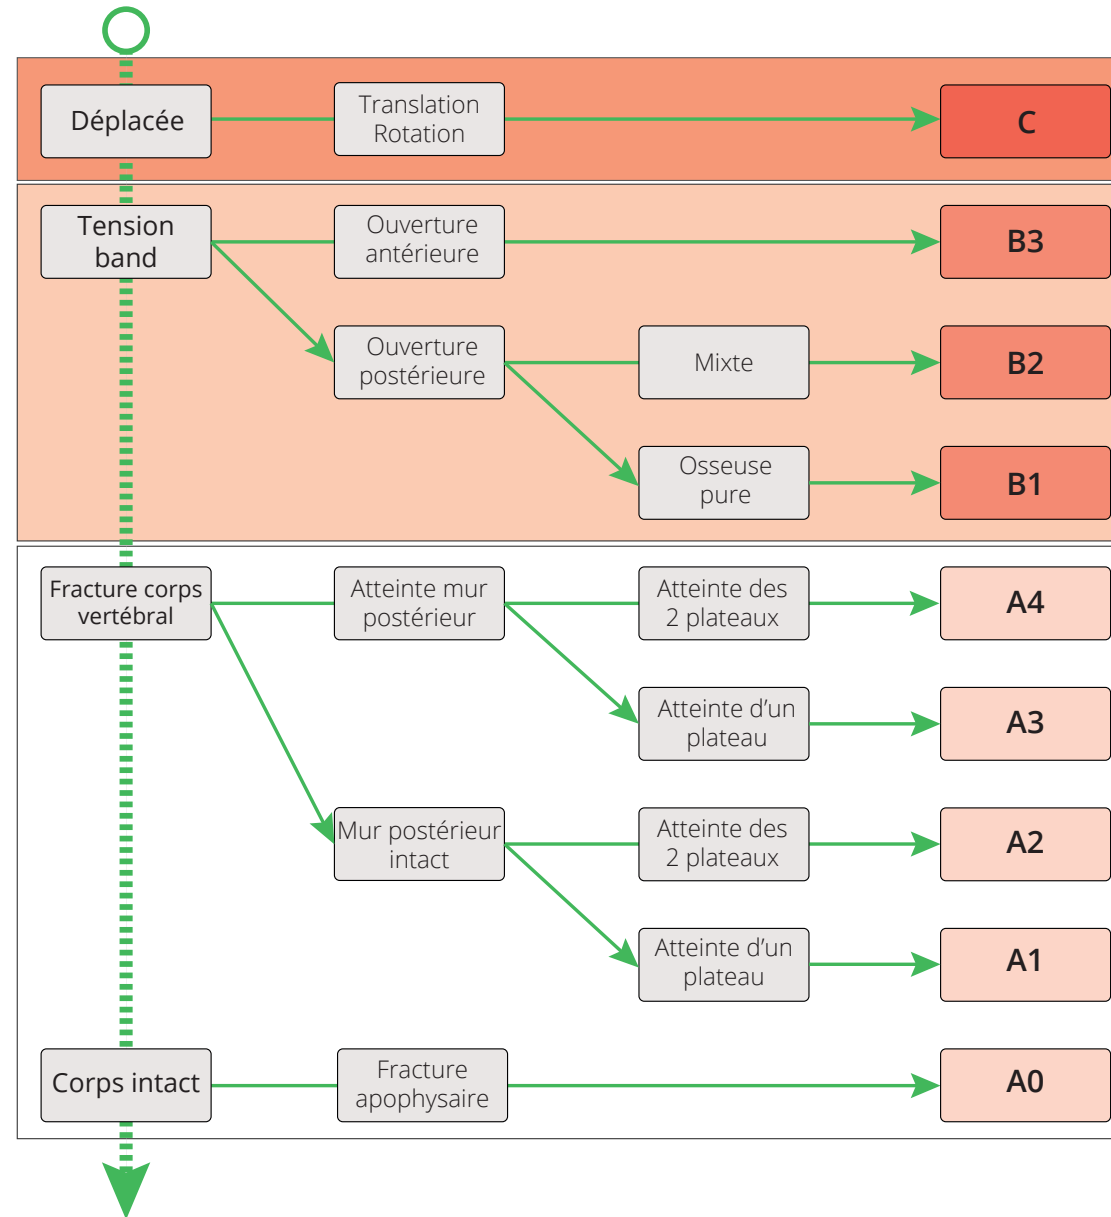 Déplacée
Translation
Rotation
C
Tension
band
Ouverture
antérieure
B3
Ouverture
postérieure
Mixte
B2
Osseuse
pure
B1
Fracture corps
vertébral
Atteinte mur
postérieur
Atteinte des
2 plateaux
A4
Atteinte d’un
plateau
A3
Mur postérieur
intact
Atteinte des
2 plateaux
A2
Atteinte d’un
plateau
A1
Corps intact
Fracture
apophysaire
A0